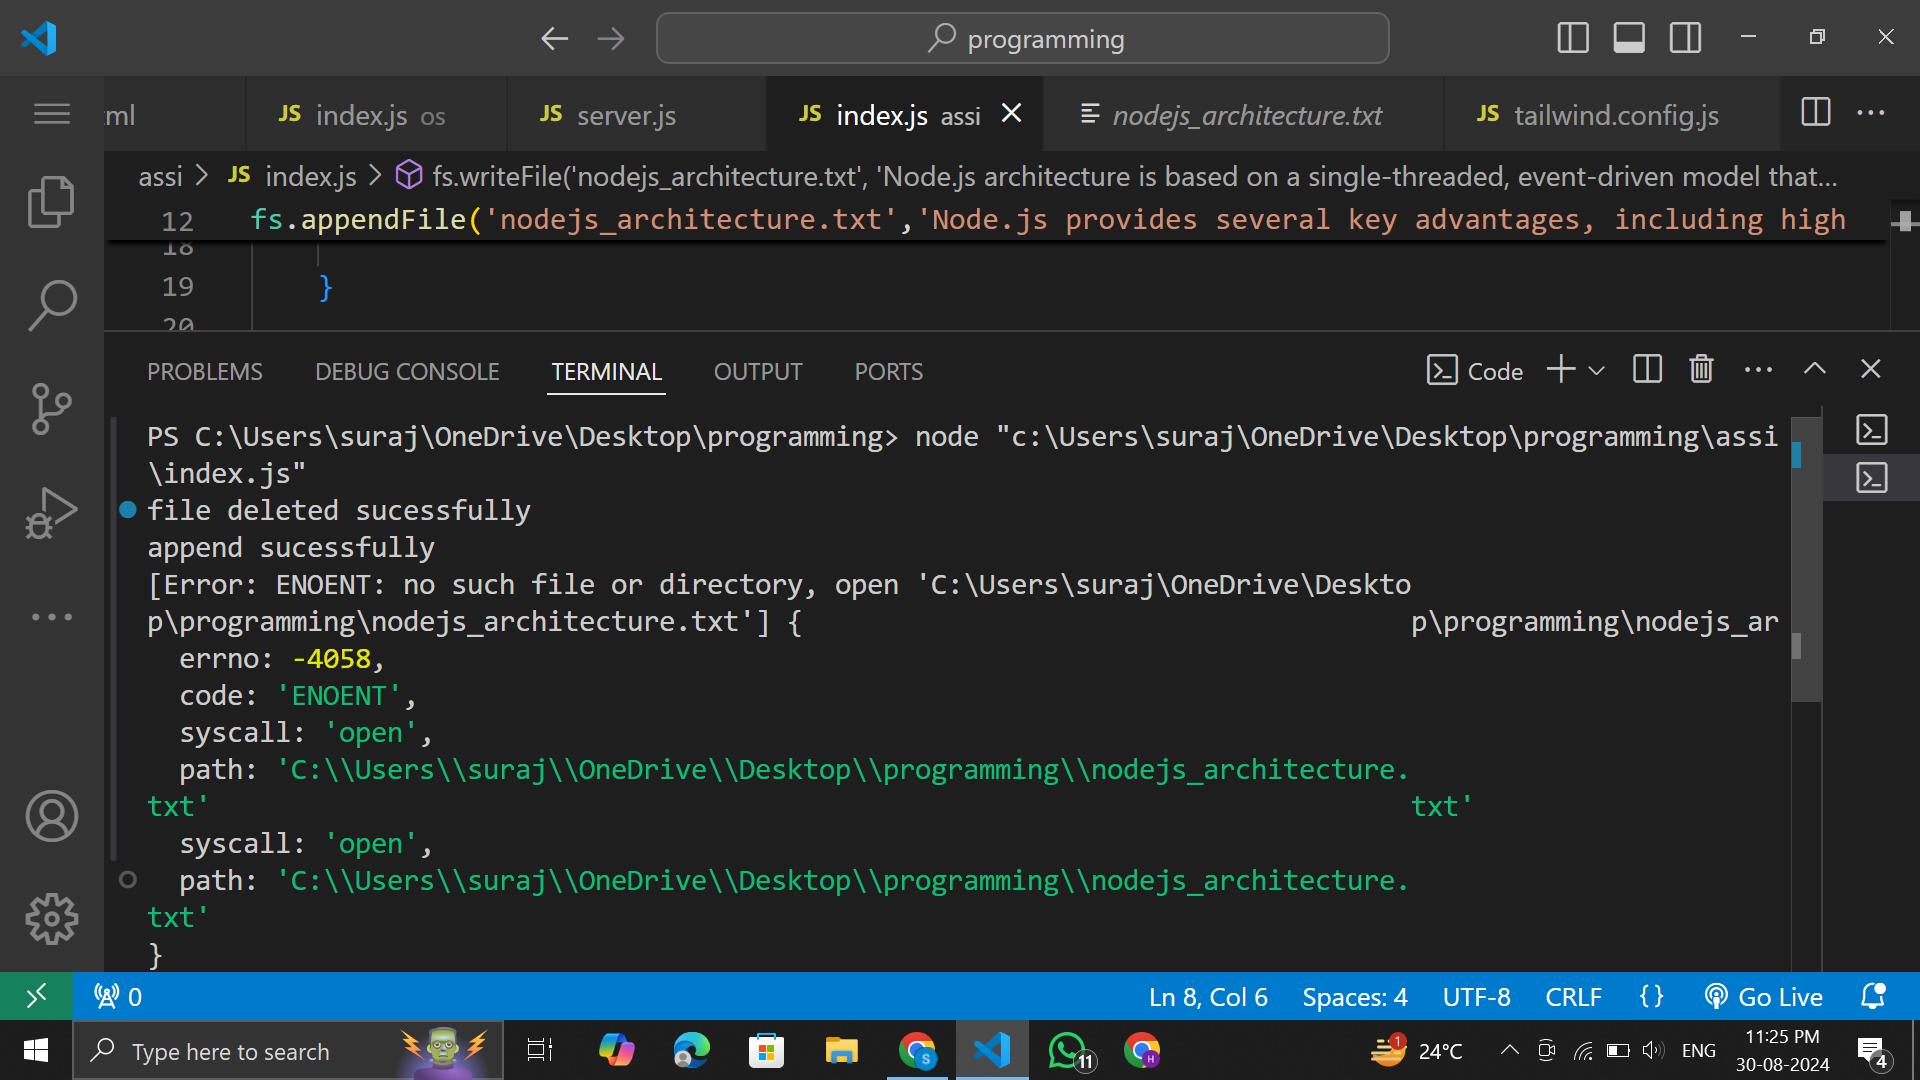 programming
ml
JS index.js os
JS server.js
JS index.js assi
nodejs_architecture.txt
JS tailwind.config.js
assi > JS index.js > fs.writeFile('nodejs_architecture.txt', 'Node.js architecture is based on a single-threaded, event-driven model that...
12 fs.appendFile('nodejs_architecture.txt','Node.js provides several key advantages, including high
18
19 }
20
PROBLEMS DEBUG CONSOLE TERMINAL OUTPUT PORTS
Code
PS C:\Users\suraj\OneDrive\Desktop\programming> node "c:\Users\suraj\OneDrive\Desktop\programming\assi
\index.js"
file deleted sucessfully
append sucessfully
[Error: ENOENT: no such file or directory, open 'C:\Users\suraj\OneDrive\Deskto
p\programming\nodejs_architecture.txt'] { p\programming\nodejs_ar
errno: -4058,
code: 'ENOENT',
syscall: 'open',
path: 'C:\\Users\\suraj\\OneDrive\\Desktop\\programming\\nodejs_architecture.
txt' txt'
syscall: 'open',
path: 'C:\\Users\\suraj\\OneDrive\\Desktop\\programming\\nodejs_architecture.
txt'
}
0 Ln 8, Col 6 Spaces: 4 UTF-8 CRLF {} Go Live
Type here to search
S
11
H
1
24°C
ENG
11:25 PM
30-08-2024
4